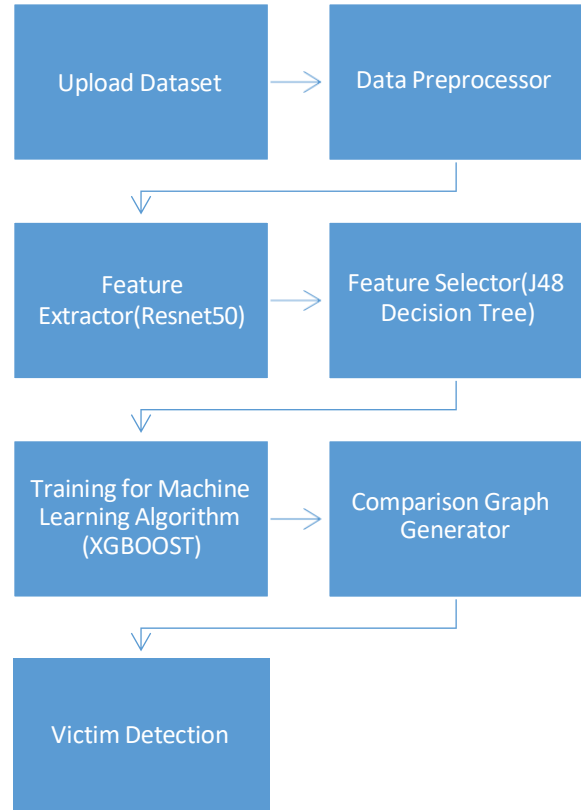 Upload Dataset
Data Preprocessor
Feature
Extractor(Resnet50)
Feature Selector(J48
Decision Tree)
Training for Machine
Learning Algorithm
(XGBOOST)
Comparison Graph
Generator
Victim Detection